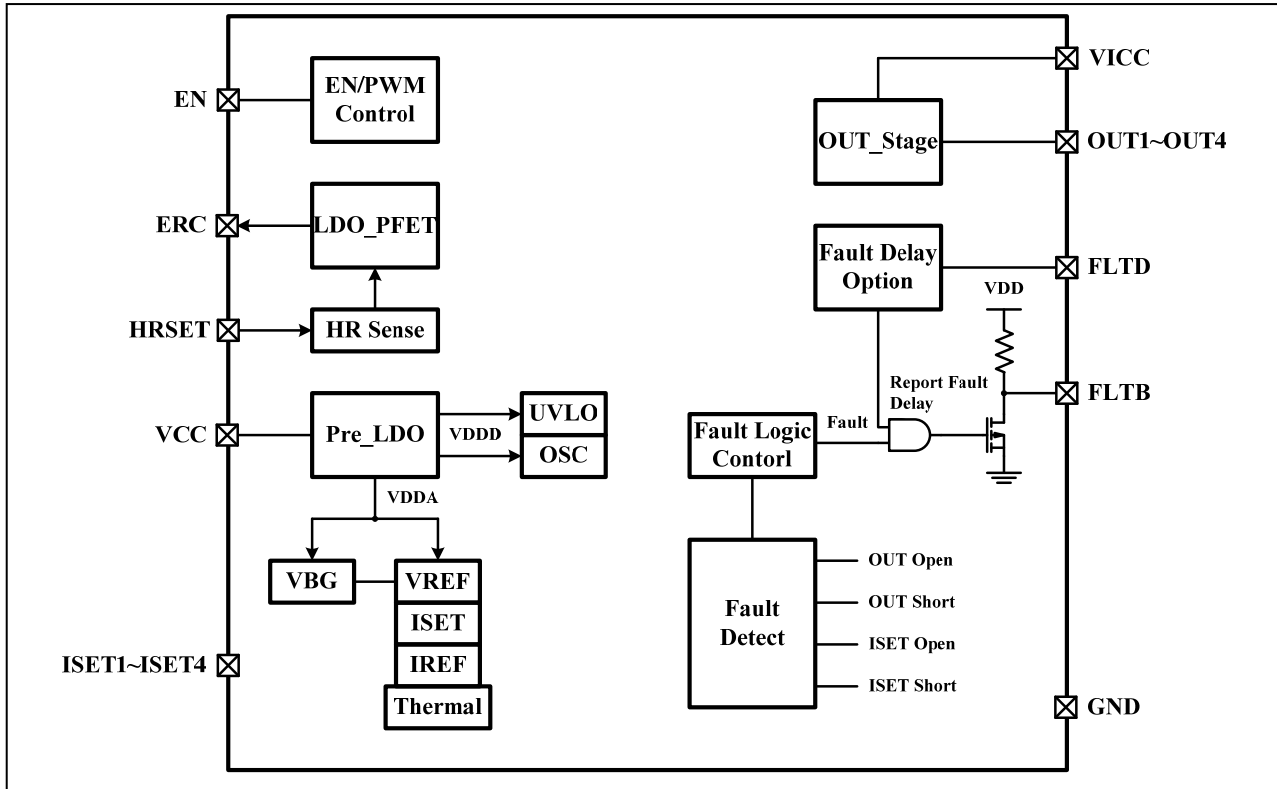 EN
EN/PWM
Control
ERC
LDO_PFET
HRSET
HR Sense
VCC
Pre_LDO
VDDD
UVLO
OSC
VDDA
VBG
VREF
ISET
IREF
Thermal
ISET1~ISET4
VICC
OUT_Stage
OUT1~OUT4
Fault Delay
Option
FLTD
VDD
FLTB
Report Fault
Delay
Fault
Fault Logic
Contorl
Fault
Detect
OUT Open
OUT Short
ISET Open
ISET Short
GND